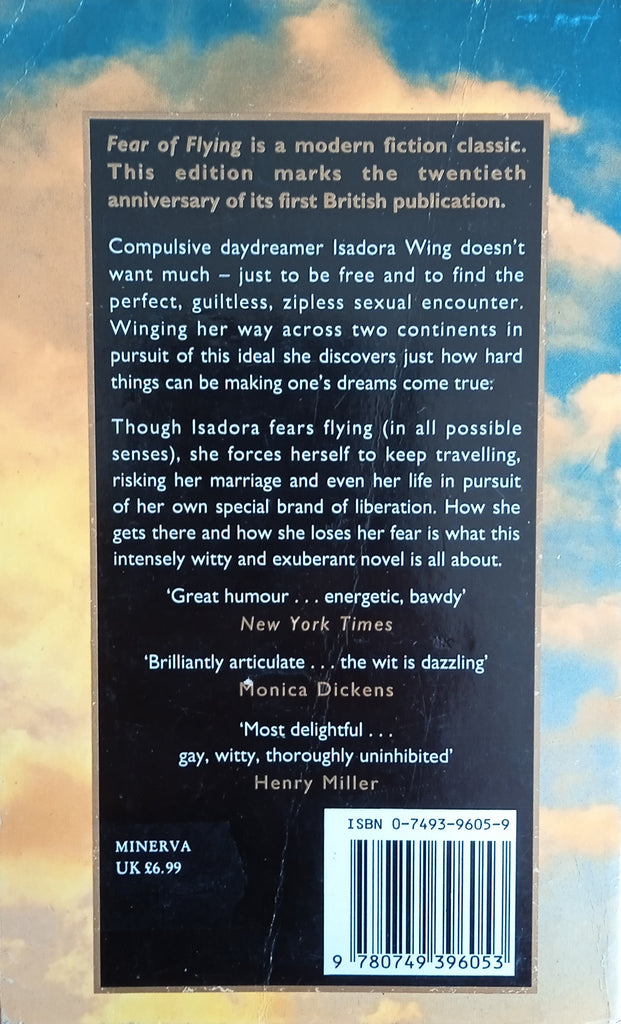 Fear of Flying is a modern fiction classic.
This edition marks the twentieth
anniversary of its first British publication.
Compulsive daydreamer Isadora Wing doesn't
want much – just to be free and to find the
perfect, guiltless, zipless sexual encounter.
Winging her way across two continents in
pursuit of this ideal she discovers just how hard
things can be making one's dreams come true.
Though Isadora fears flying (in all possible
senses), she forces herself to keep travelling,
risking her marriage and even her life in pursuit
of her own special brand of liberation. How she
gets there and how she loses her fear is what this
intensely witty and exuberant novel is all about.
‘Great humour . . . energetic, bawdy’
New York Times
‘Brilliantly articulate . . . the wit is dazzling’
Monica Dickens
‘Most delightful . . .
gay, witty, thoroughly uninhibited’
Henry Miller
MINERVA
UK £6.99
ISBN 0-7493-9605-9
9 780749 396053